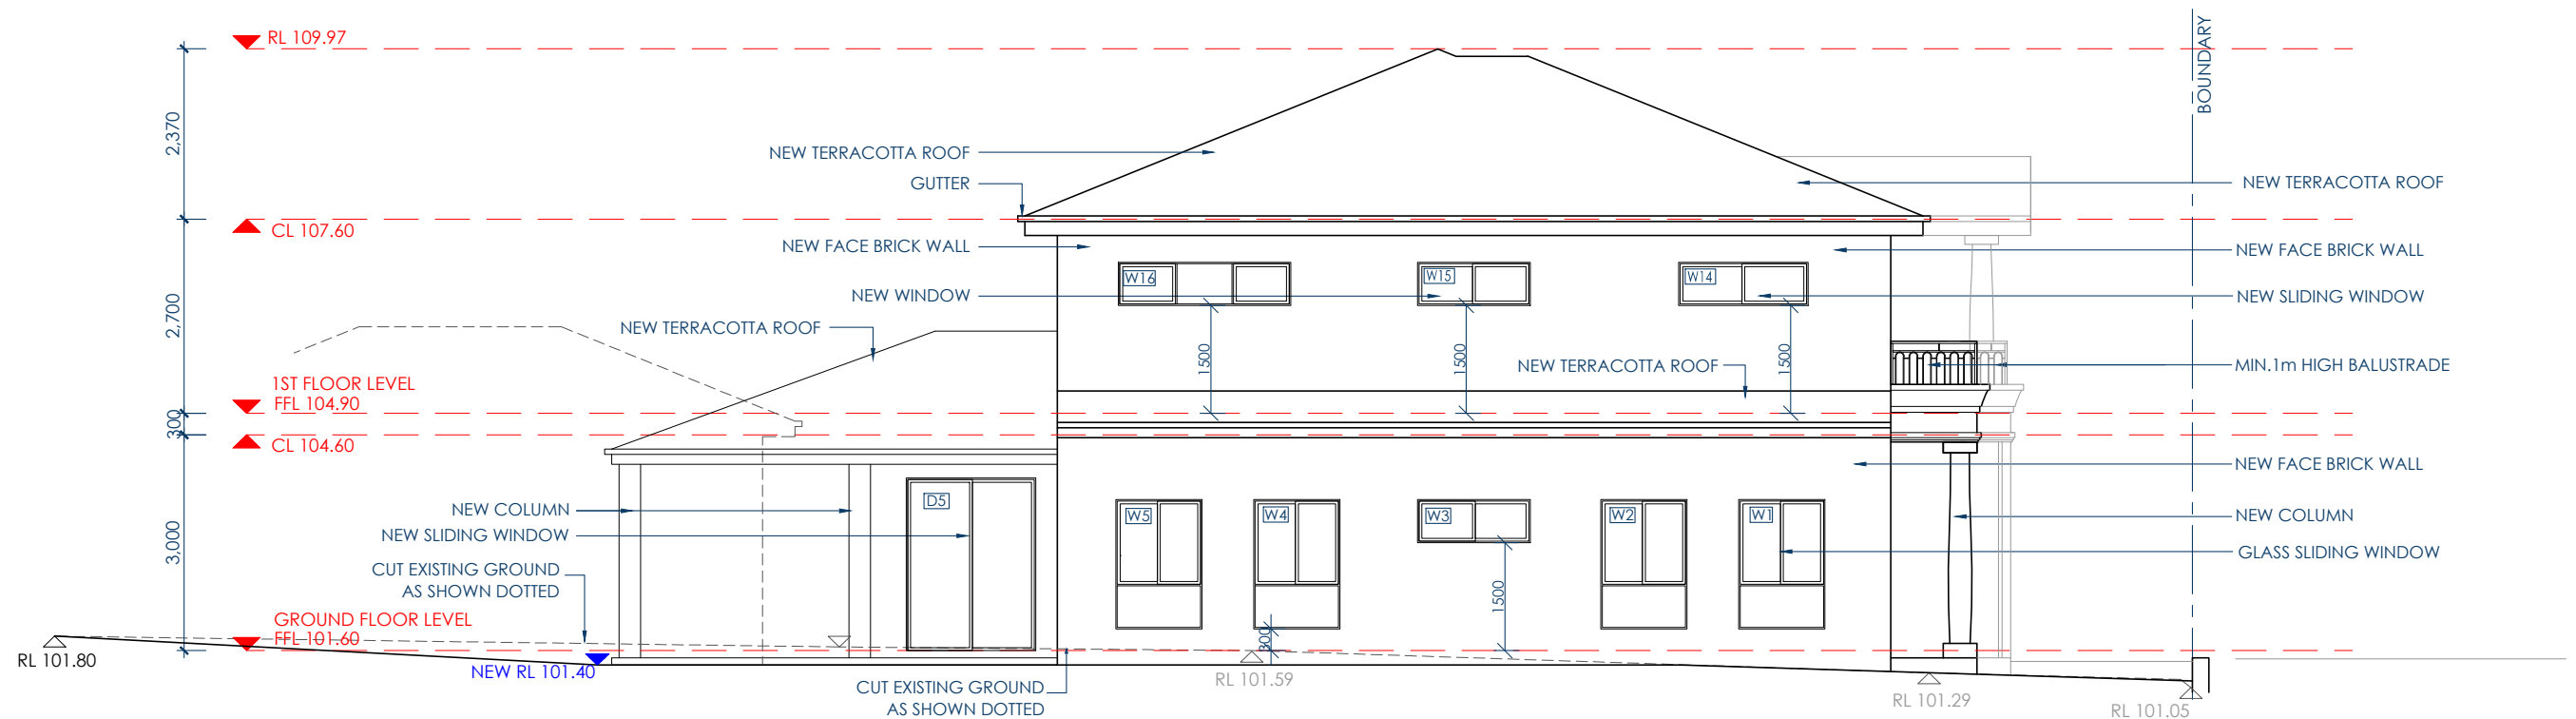 RL 109.97
BOUNDARY
2,370
NEW TERRACOTTA ROOF
GUTTER
NEW TERRACOTTA ROOF
CL 107.60
NEW FACE BRICK WALL
NEW FACE BRICK WALL
W16
W15
W14
NEW WINDOW
NEW SLIDING WINDOW
2,700
NEW TERRACOTTA ROOF
1500
1500
1500
NEW TERRACOTTA ROOF
MIN.1m HIGH BALUSTRADE
1ST FLOOR LEVEL
FFL 104.90
300
CL 104.60
NEW FACE BRICK WALL
D5
NEW COLUMN
W5
W4
W3
W2
W1
NEW COLUMN
NEW SLIDING WINDOW
3,000
GLASS SLIDING WINDOW
CUT EXISTING GROUND
AS SHOWN DOTTED
1500
GROUND FLOOR LEVEL
FFL 101.60
300
RL 101.80
NEW RL 101.40
RL 101.59
CUT EXISTING GROUND
AS SHOWN DOTTED
RL 101.29
RL 101.05